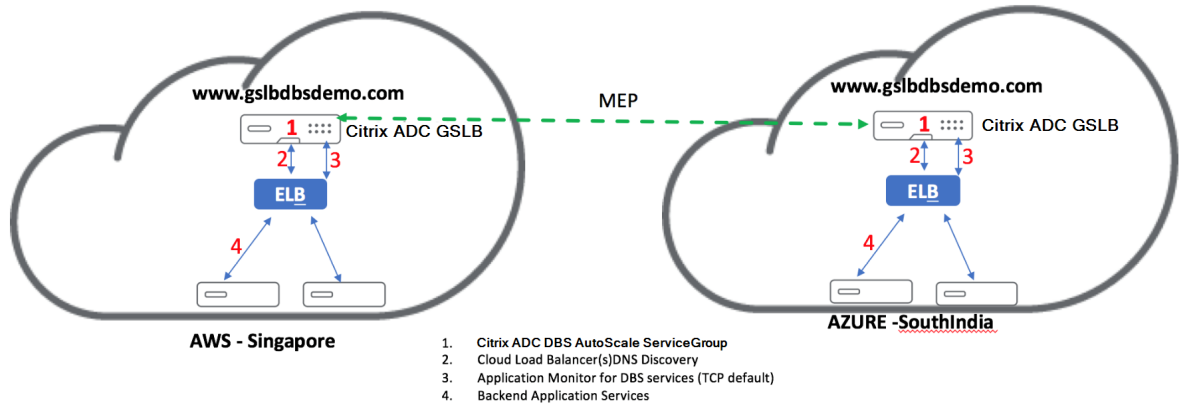 www.gslbdbsdemo.com
1
Citrix ADC GSLB
2
3
ELB
4
AWS - Singapore
MEP
www.gslbdbsdemo.com
1
Citrix ADC GSLB
2
3
ELB
4
AZURE -SouthIndia
1. Citrix ADC DBS AutoScale ServiceGroup
2. Cloud Load Balancer(s)DNS Discovery
3. Application Monitor for DBS services (TCP default)
4. Backend Application Services